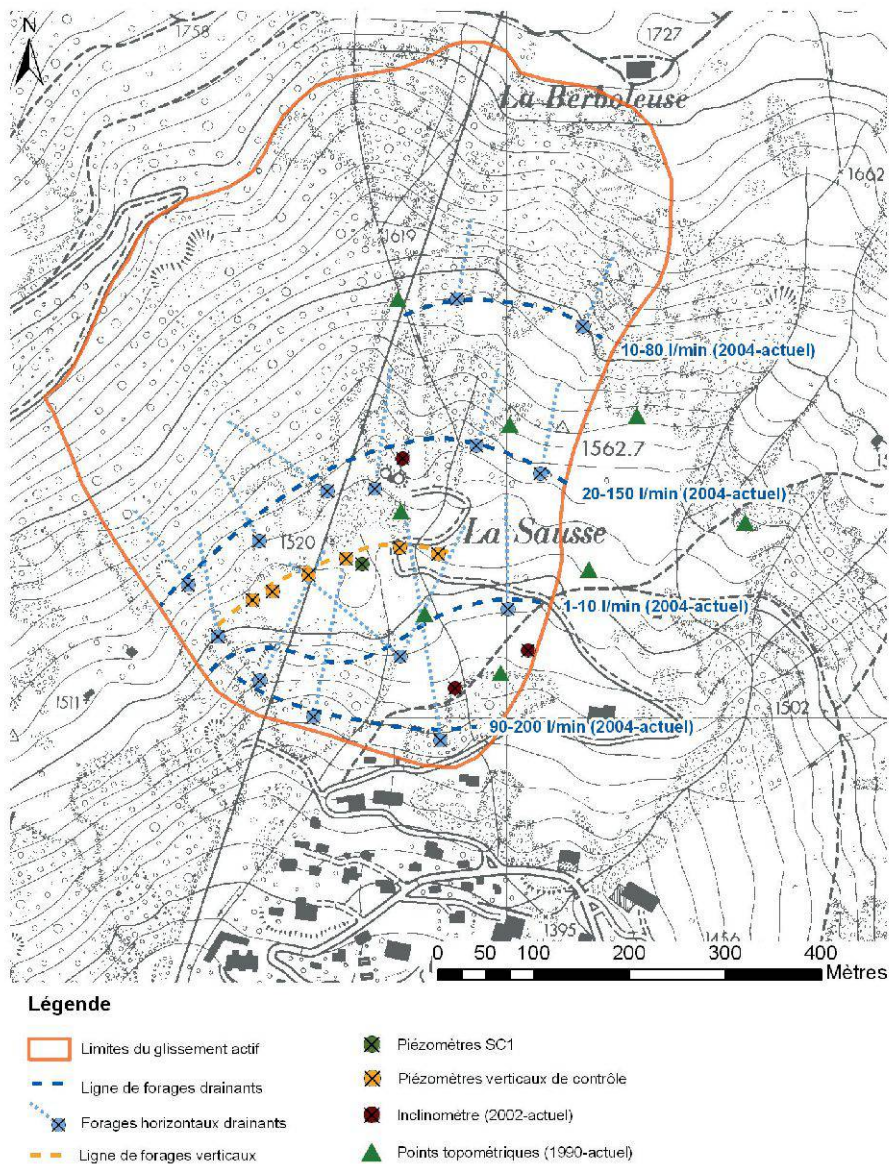 N
1758
1727
La Berboleuse
1662
1619
10-80 l/min (2004-actuel)
1562.7
20-150 l/min (2004-actuel)
1520
La Sausse
1-10 l/min (2004-actuel)
1511
1502
90-200 l/min (2004-actuel)
1395
1456
0 50 100 200 300 400
Mètres
Légende
Limites du glissement actif
Ligne de forages drainants
Forages horizontaux drainants
Ligne de forages verticaux
Piézomètres SC1
Piézomètres verticaux de contrôle
Inclinomètre (2002-actuel)
Points topométriques (1990-actuel)